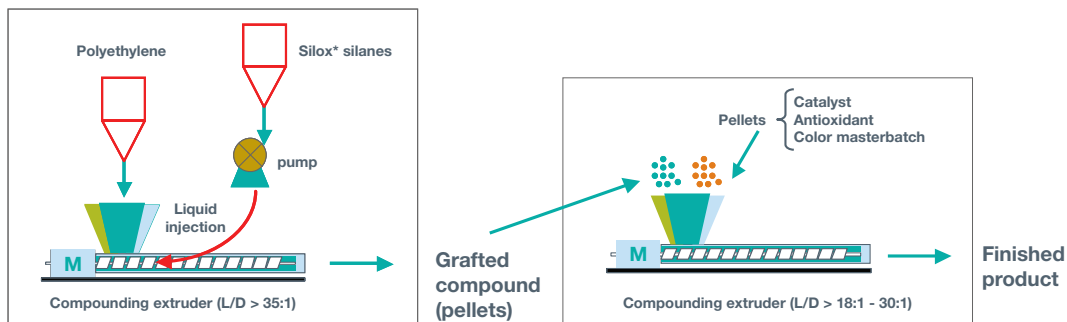 Polyethylene
Silox* silanes
pump
Liquid
injection
M
Compounding extruder (L/D > 35:1)
Grafted
compound
(pellets)
Pellets
Catalyst
Antioxidant
Color masterbatch
M
Compounding extruder (L/D > 18:1 - 30:1)
Finished
product